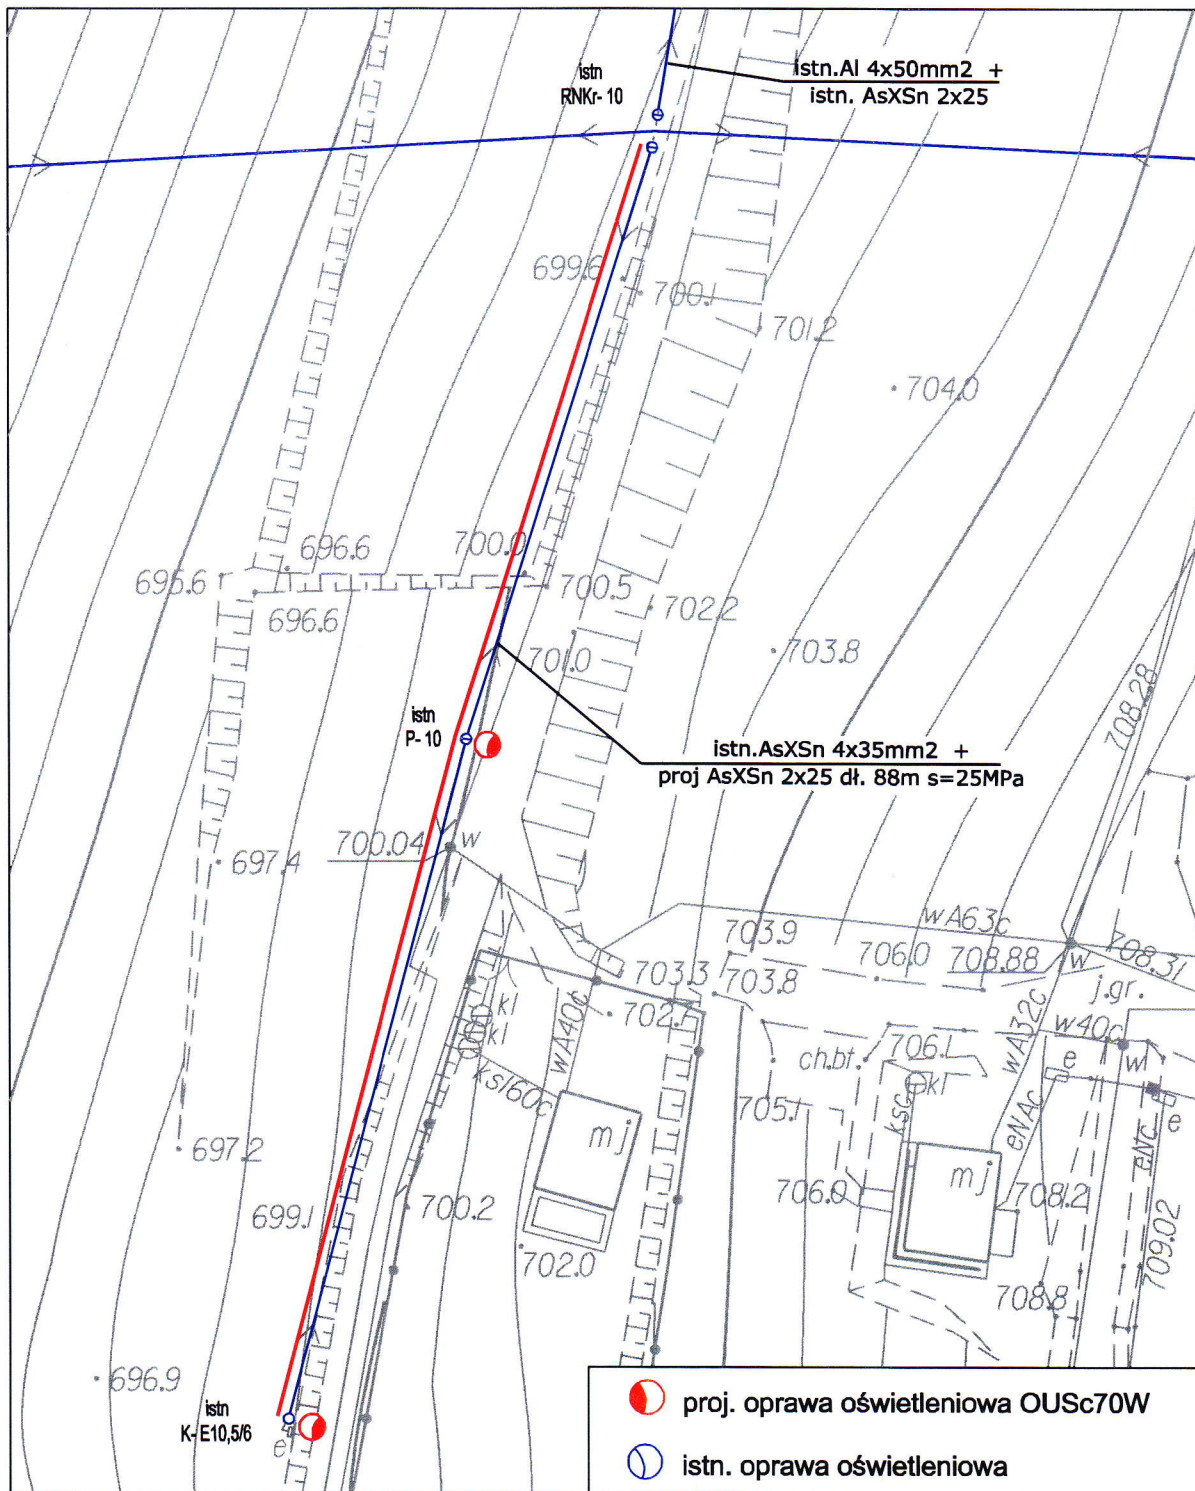 istn
RNKr- 10
istn.Al 4x50mm2 +
istn. AsXSn 2x25
699.6
700.1
701.2
704.0
696.6
700.0
695.6
696.6
700.5
702.2
701.0
703.8
708.28
istn
P- 10
istn.AsXSn 4x35mm2 +
proj AsXSn 2x25 dł. 88m s=25MPa
700.04
w
697.4
wA63c
703.9
706.0
708.88
w
708.31
703.3
703.8
j.gr.
kl
kl
wA40c
wA32c
w40c
w
ch.bt.
706.1
e
ks160c
ksc
kl
705.1
eNAc
eNc
e
mj
mj
697.2
706.0
708.2
699.1
700.2
702.0
709.02
708.8
696.9
istn
K- E10,5/6
e
proj. oprawa oświetleniowa OUSc70W
istn. oprawa oświetleniowa